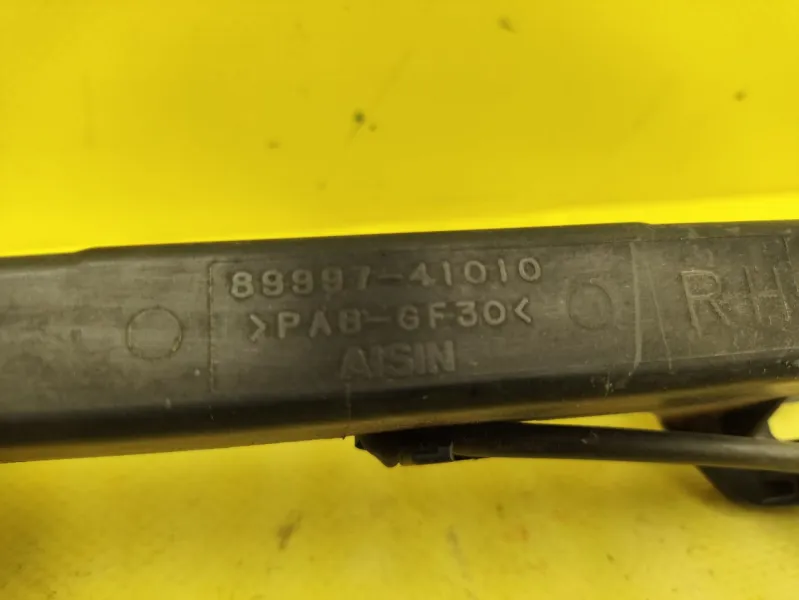 89997-41010
>PA6-GF30<
AISIN
RH